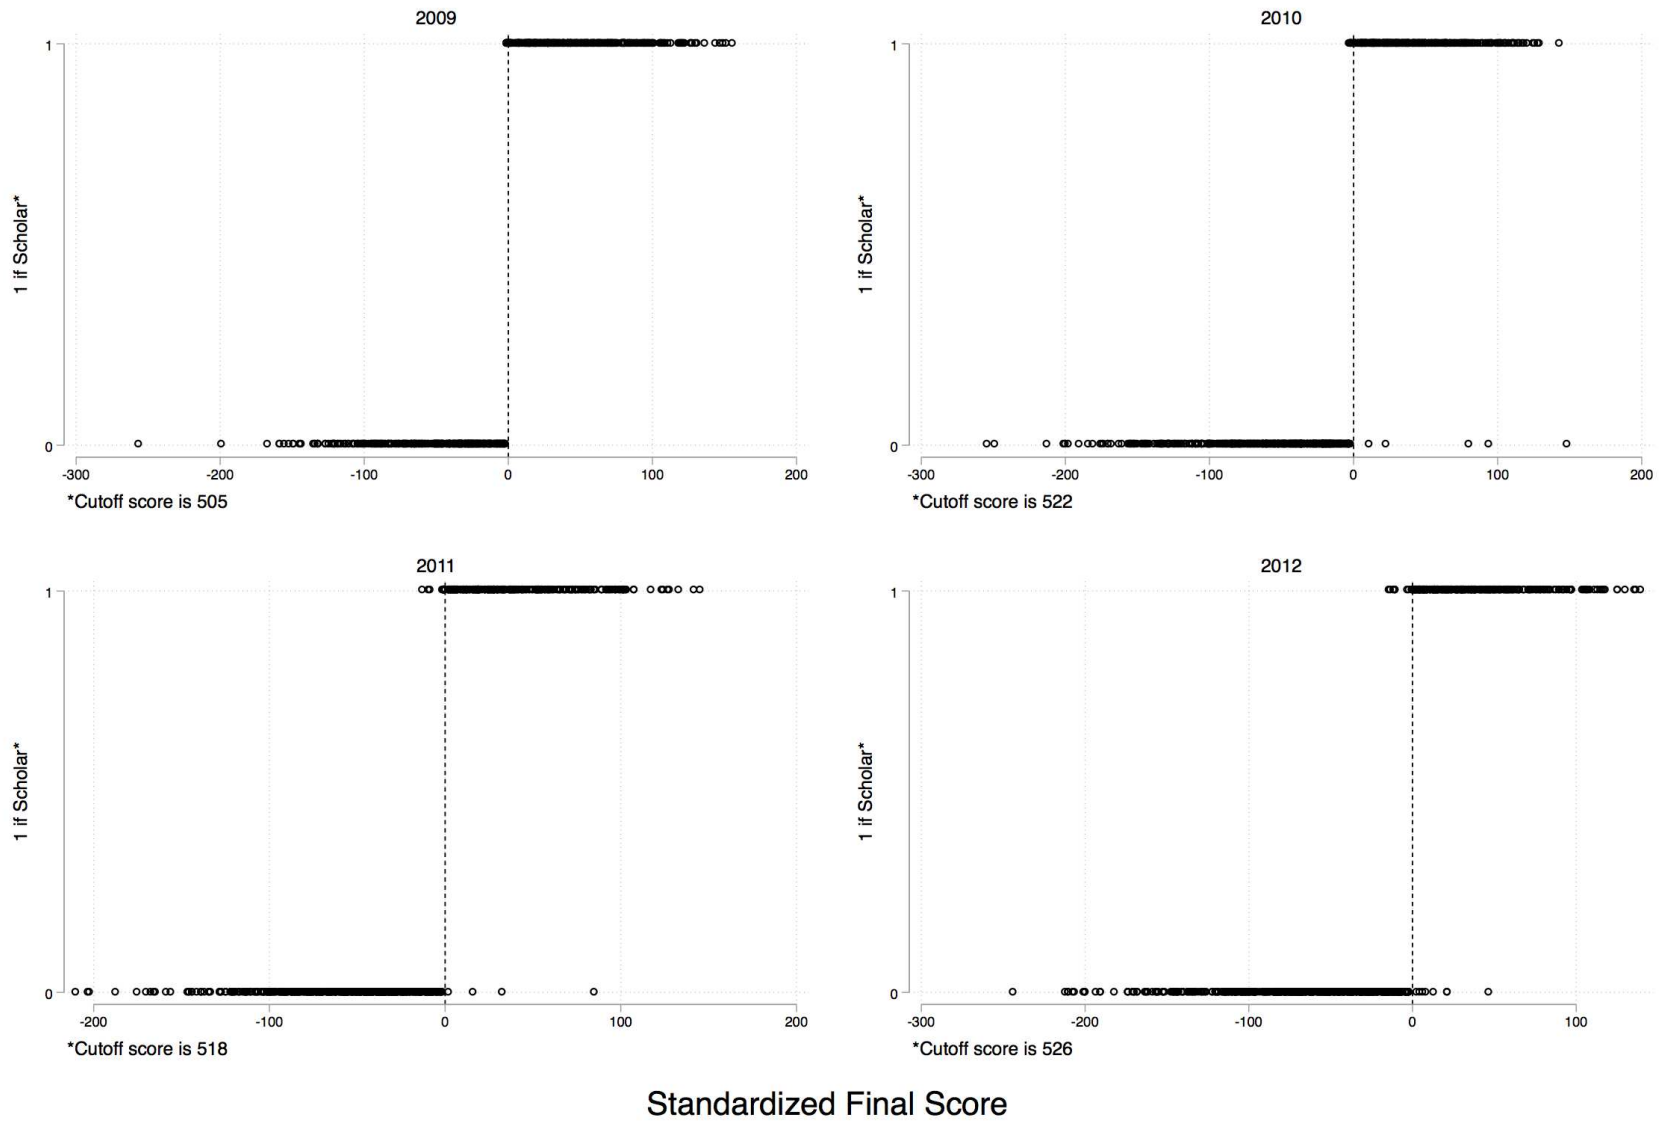 2009
1
1 if Scholar*
0
-300 -200 -100 0 100 200
*Cutoff score is 505
2010
1
1 if Scholar*
0
-300 -200 -100 0 100 200
*Cutoff score is 522
2011
1
1 if Scholar*
0
-200 -100 0 100 200
*Cutoff score is 518
2012
1
1 if Scholar*
0
-300 -200 -100 0 100
*Cutoff score is 526
Standardized Final Score